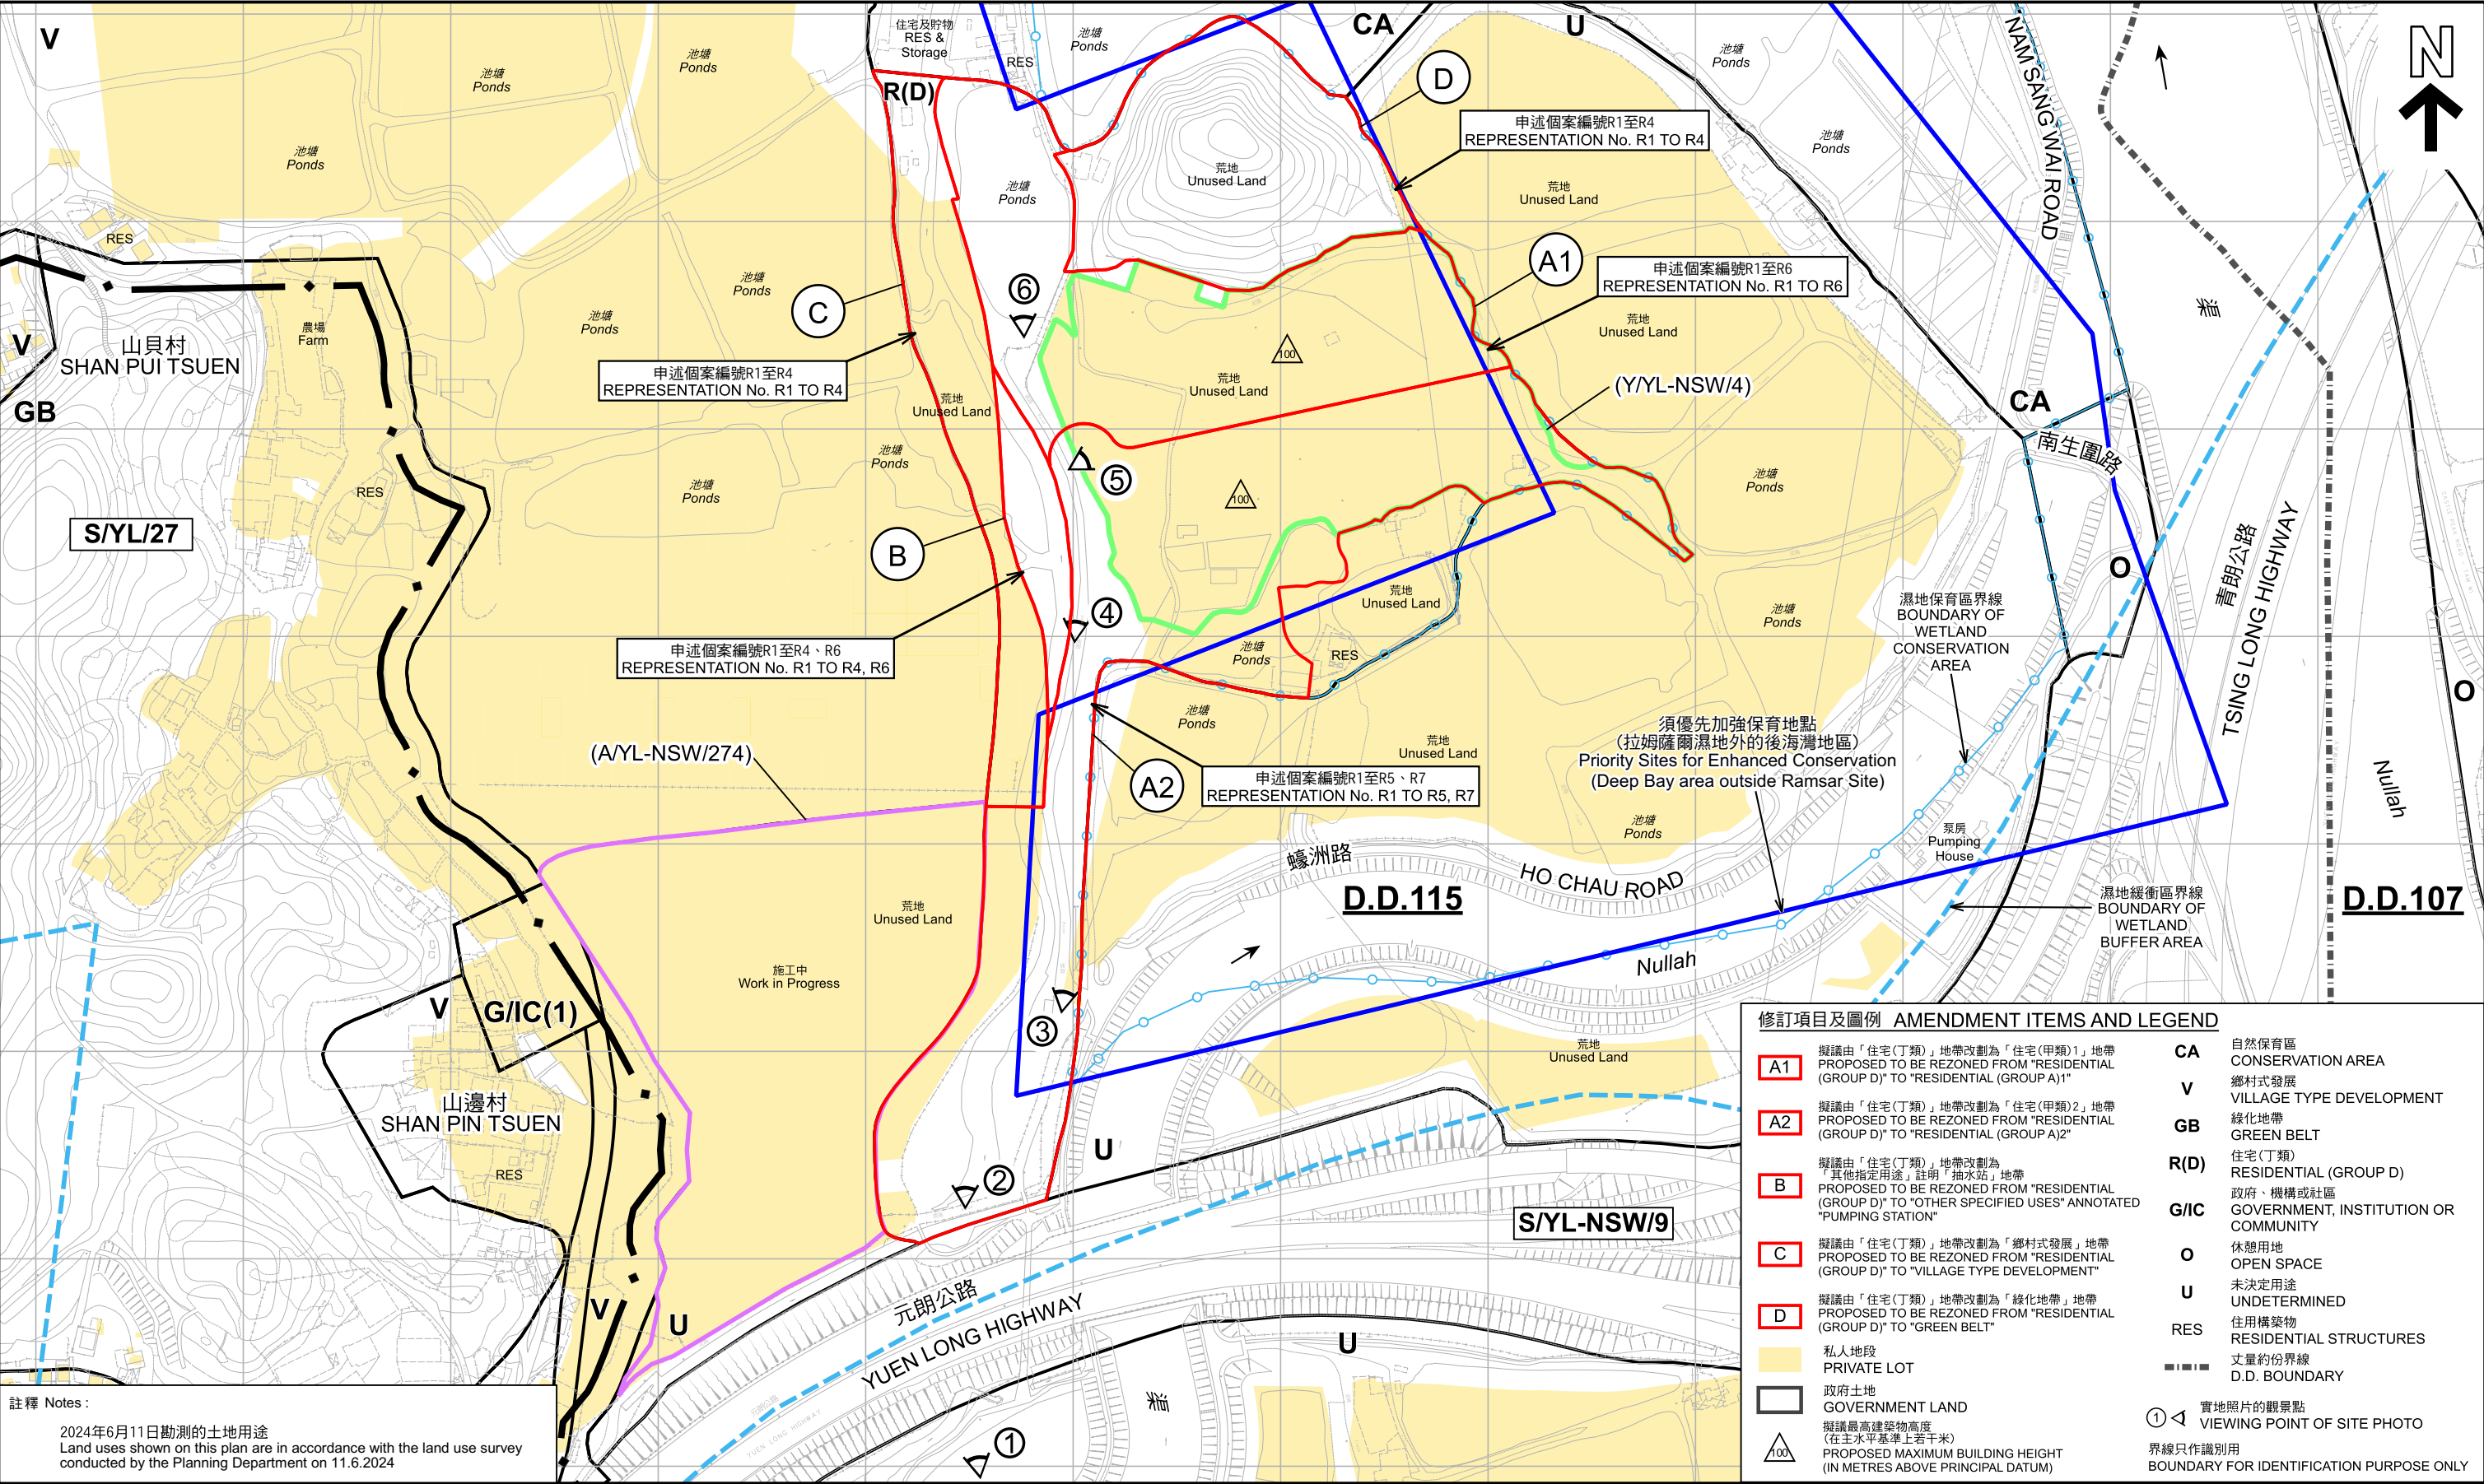 V
池塘
Ponds
池塘
Ponds
池塘
Ponds
住宅及貯物
RES &
Storage
RES
池塘
Ponds
CA
U
池塘
Ponds
NAM SANG WAI ROAD
N
R(D)
D
申述個案編號R1至R4
REPRESENTATION No. R1 TO R4
池塘
Ponds
荒地
Unused Land
池塘
Ponds
荒地
Unused Land
RES
A1
申述個案編號R1至R6
REPRESENTATION No. R1 TO R6
池塘
Ponds
⑥
C
渠
農場
Farm
池塘
Ponds
荒地
Unused Land
V
山貝村
SHAN PUI TSUEN
100
申述個案編號R1至R4
REPRESENTATION No. R1 TO R4
荒地
Unused Land
(Y/YL-NSW/4)
GB
荒地
Unused Land
CA
南生圍路
池塘
Ponds
池塘
Ponds
⑤
池塘
Ponds
RES
100
S/YL/27
B
青朗公路
TSING LONG HIGHWAY
O
荒地
Unused Land
④
池塘
Ponds
濕地保育區界線
BOUNDARY OF
WETLAND
CONSERVATION
AREA
申述個案編號R1至R4、R6
REPRESENTATION No. R1 TO R4, R6
池塘
Ponds
RES
O
池塘
Ponds
須優先加強保育地點
(拉姆薩爾濕地外的後海灣地區)
Priority Sites for Enhanced Conservation
(Deep Bay area outside Ramsar Site)
荒地
Unused Land
(A/YL-NSW/274)
A2
申述個案編號R1至R5、R7
REPRESENTATION No. R1 TO R5, R7
Nullah
池塘
Ponds
泵房
Pumping
House
蠔洲路
HO CHAU ROAD
D.D.115
D.D.107
荒地
Unused Land
濕地緩衝區界線
BOUNDARY OF
WETLAND
BUFFER AREA
施工中
Work in Progress
Nullah
V
G/IC(1)
③
荒地
Unused Land
山邊村
SHAN PIN TSUEN
U
RES
②
S/YL-NSW/9
V
U
元朗公路
YUEN LONG HIGHWAY
U
渠
①
修訂項目及圖例 AMENDMENT ITEMS AND LEGEND
A1
擬議由「住宅(丁類)」地帶改劃為「住宅(甲類)1」地帶
PROPOSED TO BE REZONED FROM "RESIDENTIAL
(GROUP D)" TO "RESIDENTIAL (GROUP A)1"
A2
擬議由「住宅(丁類)」地帶改劃為「住宅(甲類)2」地帶
PROPOSED TO BE REZONED FROM "RESIDENTIAL
(GROUP D)" TO "RESIDENTIAL (GROUP A)2"
B
擬議由「住宅(丁類)」地帶改劃為
「其他指定用途」註明「抽水站」地帶
PROPOSED TO BE REZONED FROM "RESIDENTIAL
(GROUP D)" TO "OTHER SPECIFIED USES" ANNOTATED
"PUMPING STATION"
C
擬議由「住宅(丁類)」地帶改劃為「鄉村式發展」地帶
PROPOSED TO BE REZONED FROM "RESIDENTIAL
(GROUP D)" TO "VILLAGE TYPE DEVELOPMENT"
D
擬議由「住宅(丁類)」地帶改劃為「綠化地帶」地帶
PROPOSED TO BE REZONED FROM "RESIDENTIAL
(GROUP D)" TO "GREEN BELT"
私人地段
PRIVATE LOT
政府土地
GOVERNMENT LAND
100
擬議最高建築物高度
(在主水平基準上若干米)
PROPOSED MAXIMUM BUILDING HEIGHT
(IN METRES ABOVE PRINCIPAL DATUM)
CA
自然保育區
CONSERVATION AREA
V
鄉村式發展
VILLAGE TYPE DEVELOPMENT
GB
綠化地帶
GREEN BELT
R(D)
住宅(丁類)
RESIDENTIAL (GROUP D)
G/IC
政府、機構或社區
GOVERNMENT, INSTITUTION OR
COMMUNITY
O
休憩用地
OPEN SPACE
U
未決定用途
UNDETERMINED
RES
住用構築物
RESIDENTIAL STRUCTURES
丈量約份界線
D.D. BOUNDARY
①
實地照片的觀景點
VIEWING POINT OF SITE PHOTO
界線只作識別用
BOUNDARY FOR IDENTIFICATION PURPOSE ONLY
註釋 Notes :
2024年6月11日勘測的土地用途
Land uses shown on this plan are in accordance with the land use survey
conducted by the Planning Department on 11.6.2024